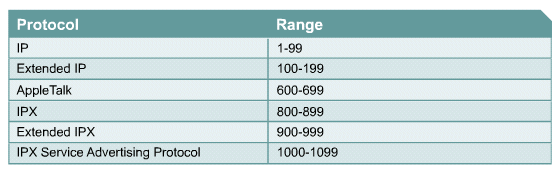 Protocol Range
IP 1-99
Extended IP 100-199
AppleTalk 600-699
IPX 800-899
Extended IPX 900-999
IPX Service Advertising Protocol 1000-1099